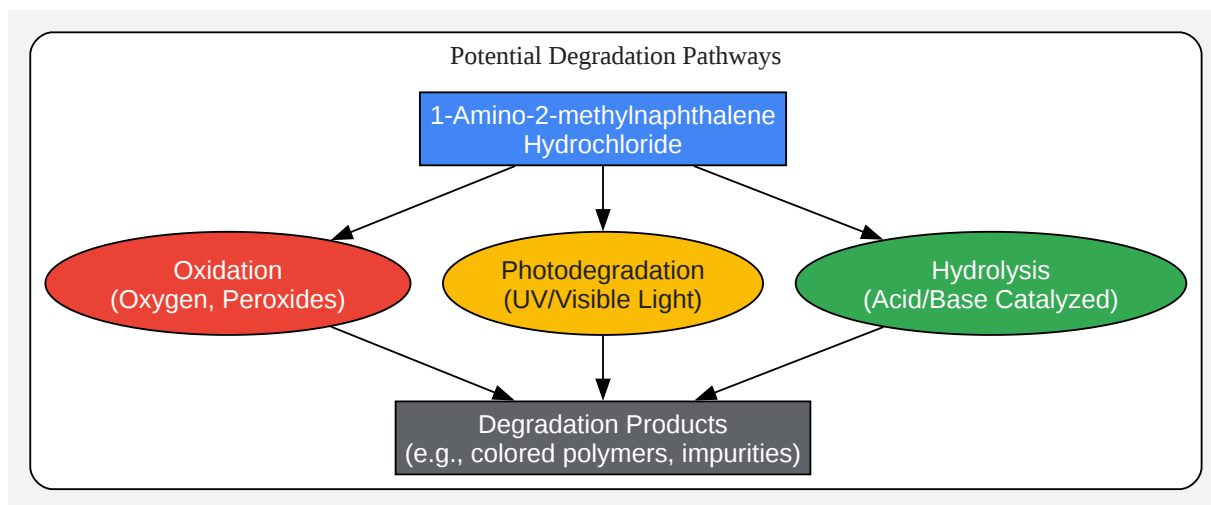 Potential Degradation Pathways
1-Amino-2-methylnaphthalene
Hydrochloride
Oxidation
(Oxygen, Peroxides)
Photodegradation
(UV/Visible Light)
Hydrolysis
(Acid/Base Catalyzed)
Degradation Products
(e.g., colored polymers, impurities)